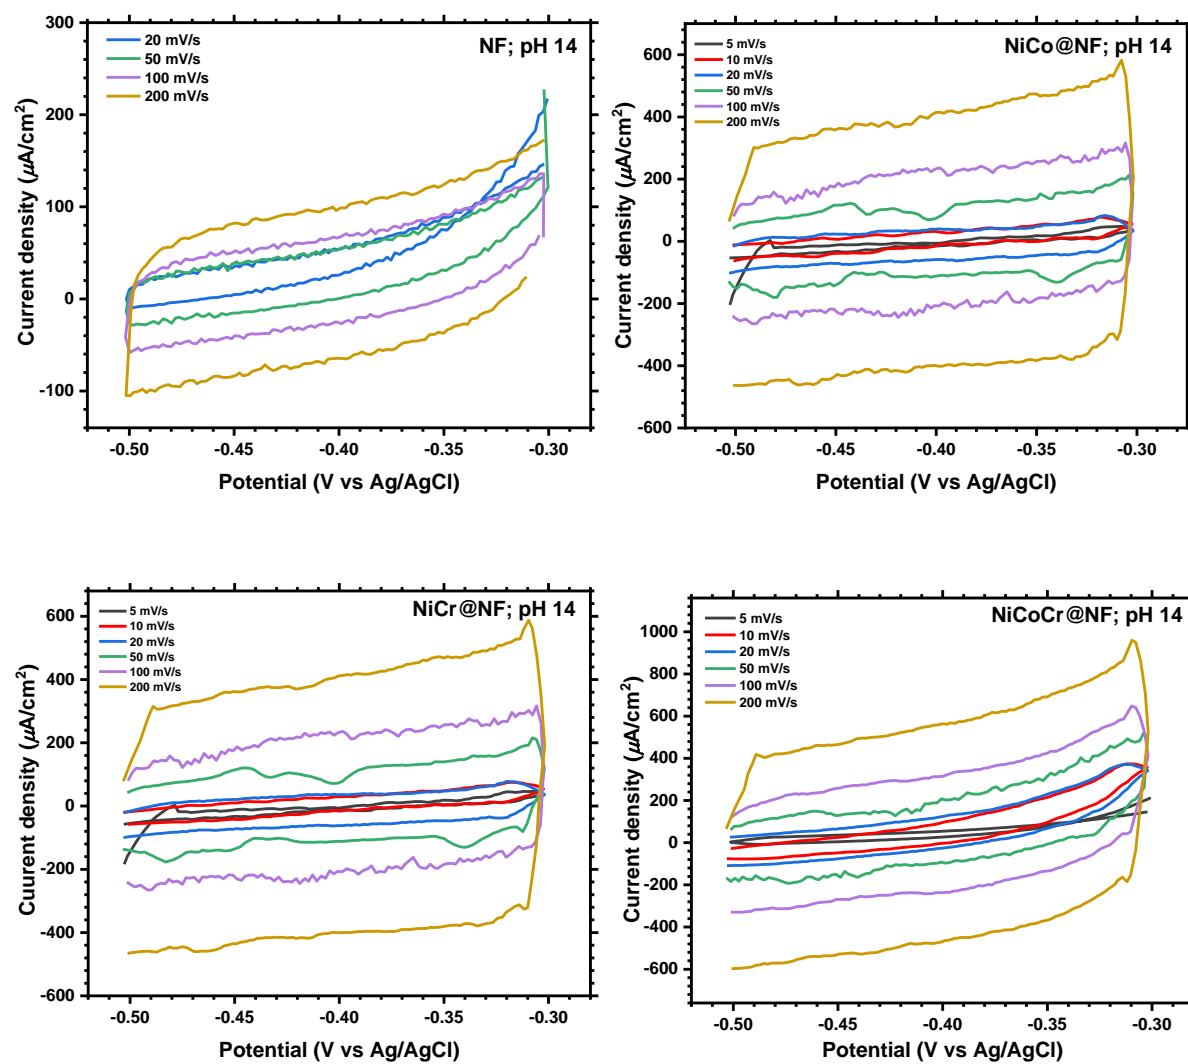 NF; pH 14
20 mV/s
50 mV/s
100 mV/s
200 mV/s
300
200
100
0
-100
Current density (µA/cm2)
-0.50 -0.45 -0.40 -0.35 -0.30
Potential (V vs Ag/AgCl)
NiCo@NF; pH 14
5 mV/s
10 mV/s
20 mV/s
50 mV/s
100 mV/s
200 mV/s
600
400
200
0
-200
-400
-600
Current density (µA/cm2)
-0.50 -0.45 -0.40 -0.35 -0.30
Potential (V vs Ag/AgCl)
NiCr@NF; pH 14
5 mV/s
10 mV/s
20 mV/s
50 mV/s
100 mV/s
200 mV/s
600
400
200
0
-200
-400
-600
Cuurent density (µA/cm2)
-0.50 -0.45 -0.40 -0.35 -0.30
Potential (V vs Ag/AgCl)
NiCoCr@NF; pH 14
5 mV/s
10 mV/s
20 mV/s
50 mV/s
100 mV/s
200 mV/s
1000
800
600
400
200
0
-200
-400
-600
Current density (µA/cm2)
-0.50 -0.45 -0.40 -0.35 -0.30
Potential (V vs Ag/AgCl)